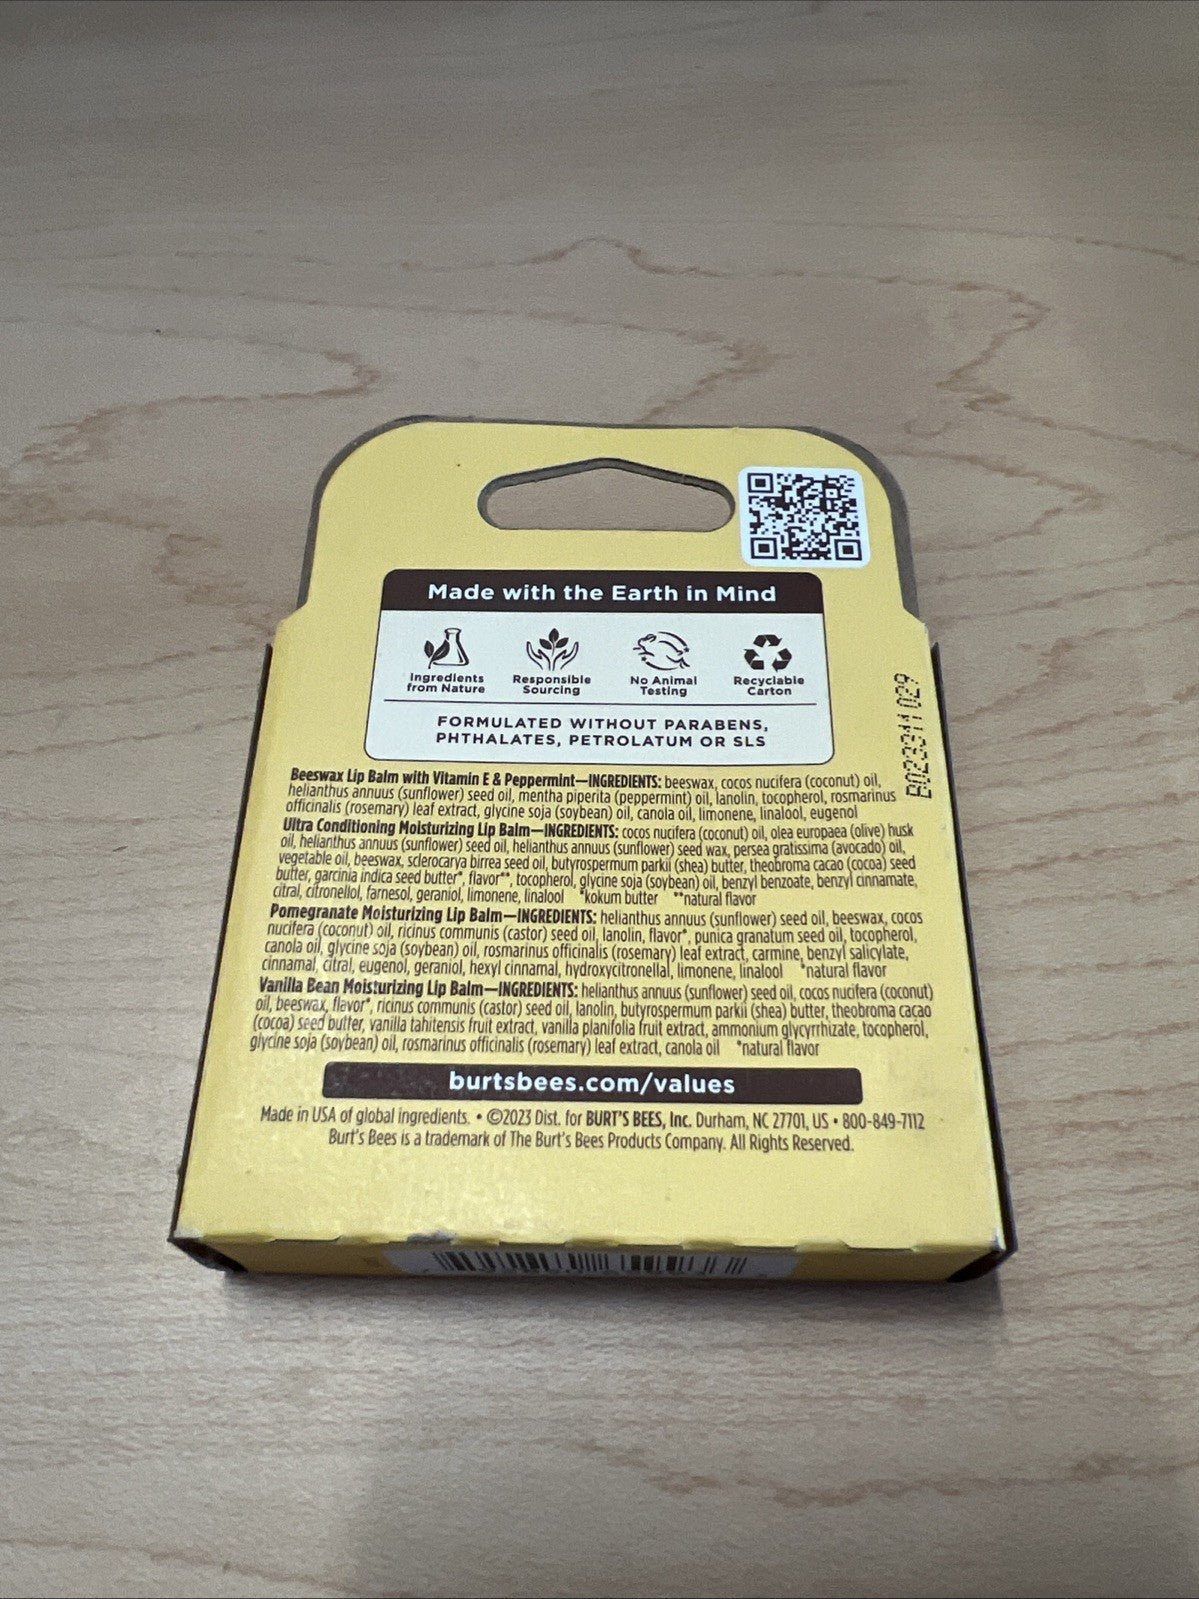 Made with the Earth in Mind
Ingredients from Nature
Responsible Sourcing
No Animal Testing
Recyclable Carton
FORMULATED WITHOUT PARABENS,
PHTHALATES, PETROLATUM OR SLS
B023311 029
Beeswax Lip Balm with Vitamin E & Peppermint—INGREDIENTS: beeswax, cocos nucifera (coconut) oil,
helianthus annuus (sunflower) seed oil, mentha piperita (peppermint) oil, lanolin, tocopherol, rosmarinus
officinalis (rosemary) leaf extract, glycine soja (soybean) oil, canola oil, limonene, linalool, eugenol
Ultra Conditioning Moisturizing Lip Balm—INGREDIENTS: cocos nucifera (coconut) oil, olea europaea (olive) husk
oil, helianthus annuus (sunflower) seed oil, helianthus annuus (sunflower) seed wax, persea gratissima (avocado) oil,
vegetable oil, beeswax, sclerocarya birrea seed oil, butyrospermum parkii (shea) butter, theobroma cacao (cocoa) seed
butter, garcinia indica seed butter*, flavor**, tocopherol, glycine soja (soybean) oil, benzyl benzoate, benzyl cinnamate,
citral, citronellol, farnesol, geraniol, limonene, linalool *kokum butter **natural flavor
Pomegranate Moisturizing Lip Balm—INGREDIENTS: helianthus annuus (sunflower) seed oil, beeswax, cocos
nucifera (coconut) oil, ricinus communis (castor) seed oil, lanolin, flavor*, punica granatum seed oil, tocopherol,
canola oil, glycine soja (soybean) oil, rosmarinus officinalis (rosemary) leaf extract, carmine, benzyl salicylate,
cinnamal, citral, eugenol, geraniol, hexyl cinnamal, hydroxycitronellal, limonene, linalool *natural flavor
Vanilla Bean Moisturizing Lip Balm—INGREDIENTS: helianthus annuus (sunflower) seed oil, cocos nucifera (coconut)
oil, beeswax, flavor*, ricinus communis (castor) seed oil, lanolin, butyrospermum parkii (shea) butter, theobroma cacao
(cocoa) seed butter, vanilla tahitensis fruit extract, vanilla planifolia fruit extract, ammonium glycyrrhizate, tocopherol,
glycine soja (soybean) oil, rosmarinus officinalis (rosemary) leaf extract, canola oil *natural flavor
burtsbees.com/values
Made in USA of global ingredients. • ©2023 Dist. for BURT'S BEES, Inc. Durham, NC 27701, US • 800-849-7112
Burt's Bees is a trademark of The Burt's Bees Products Company. All Rights Reserved.